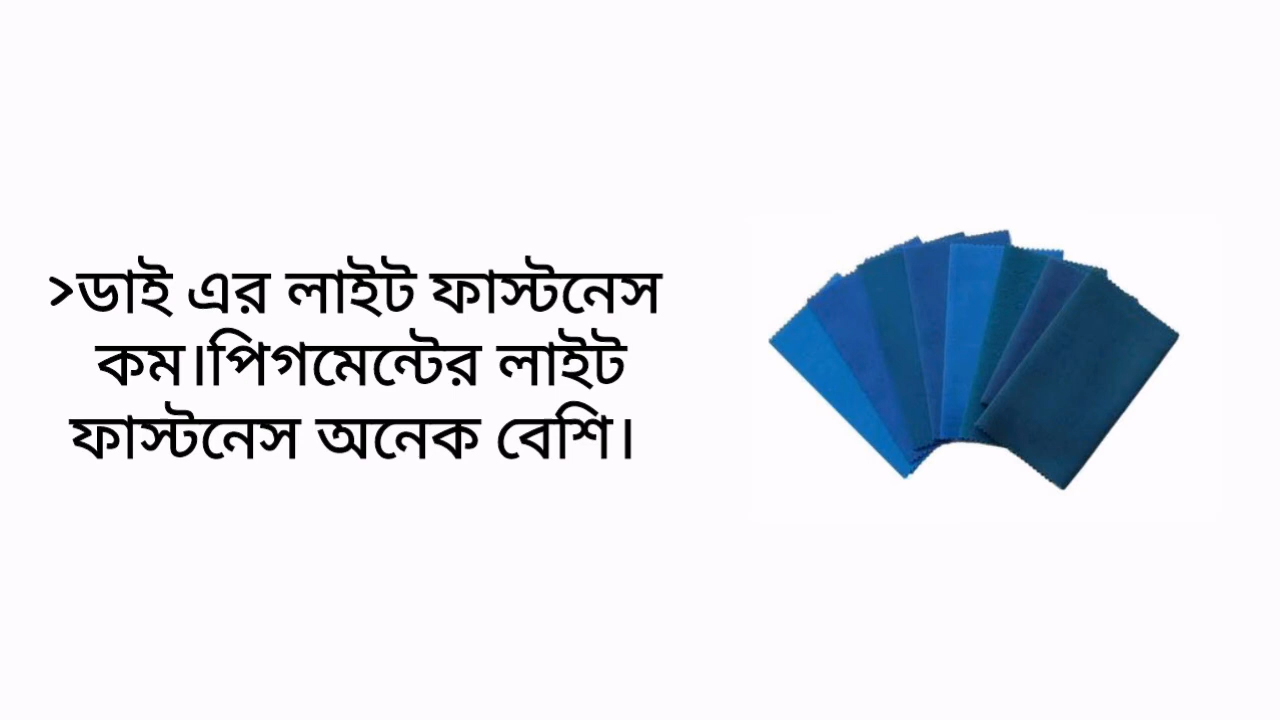 >ডাই এর লাইট ফাস্টনেস
কম।পিগমেন্টের লাইট
ফাস্টনেস অনেক বেশি।